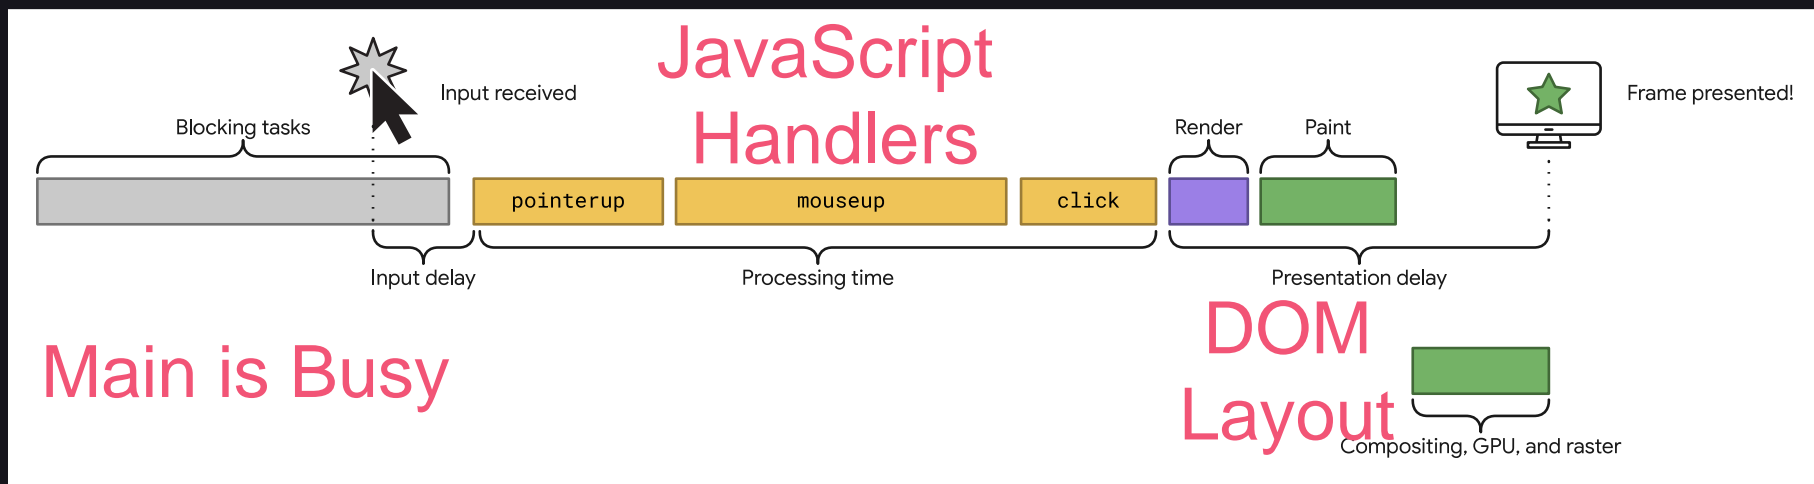 JavaScript
Handlers
Input received
Frame presented!
Blocking tasks
Render
Paint
pointerup
mouseup
click
Input delay
Processing time
Presentation delay
Main is Busy
DOM
Layout
Compositing, GPU, and raster